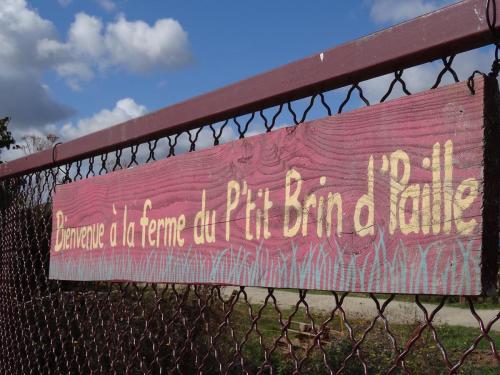 Bienvenue à la ferme du P'tit Brin d'Paille